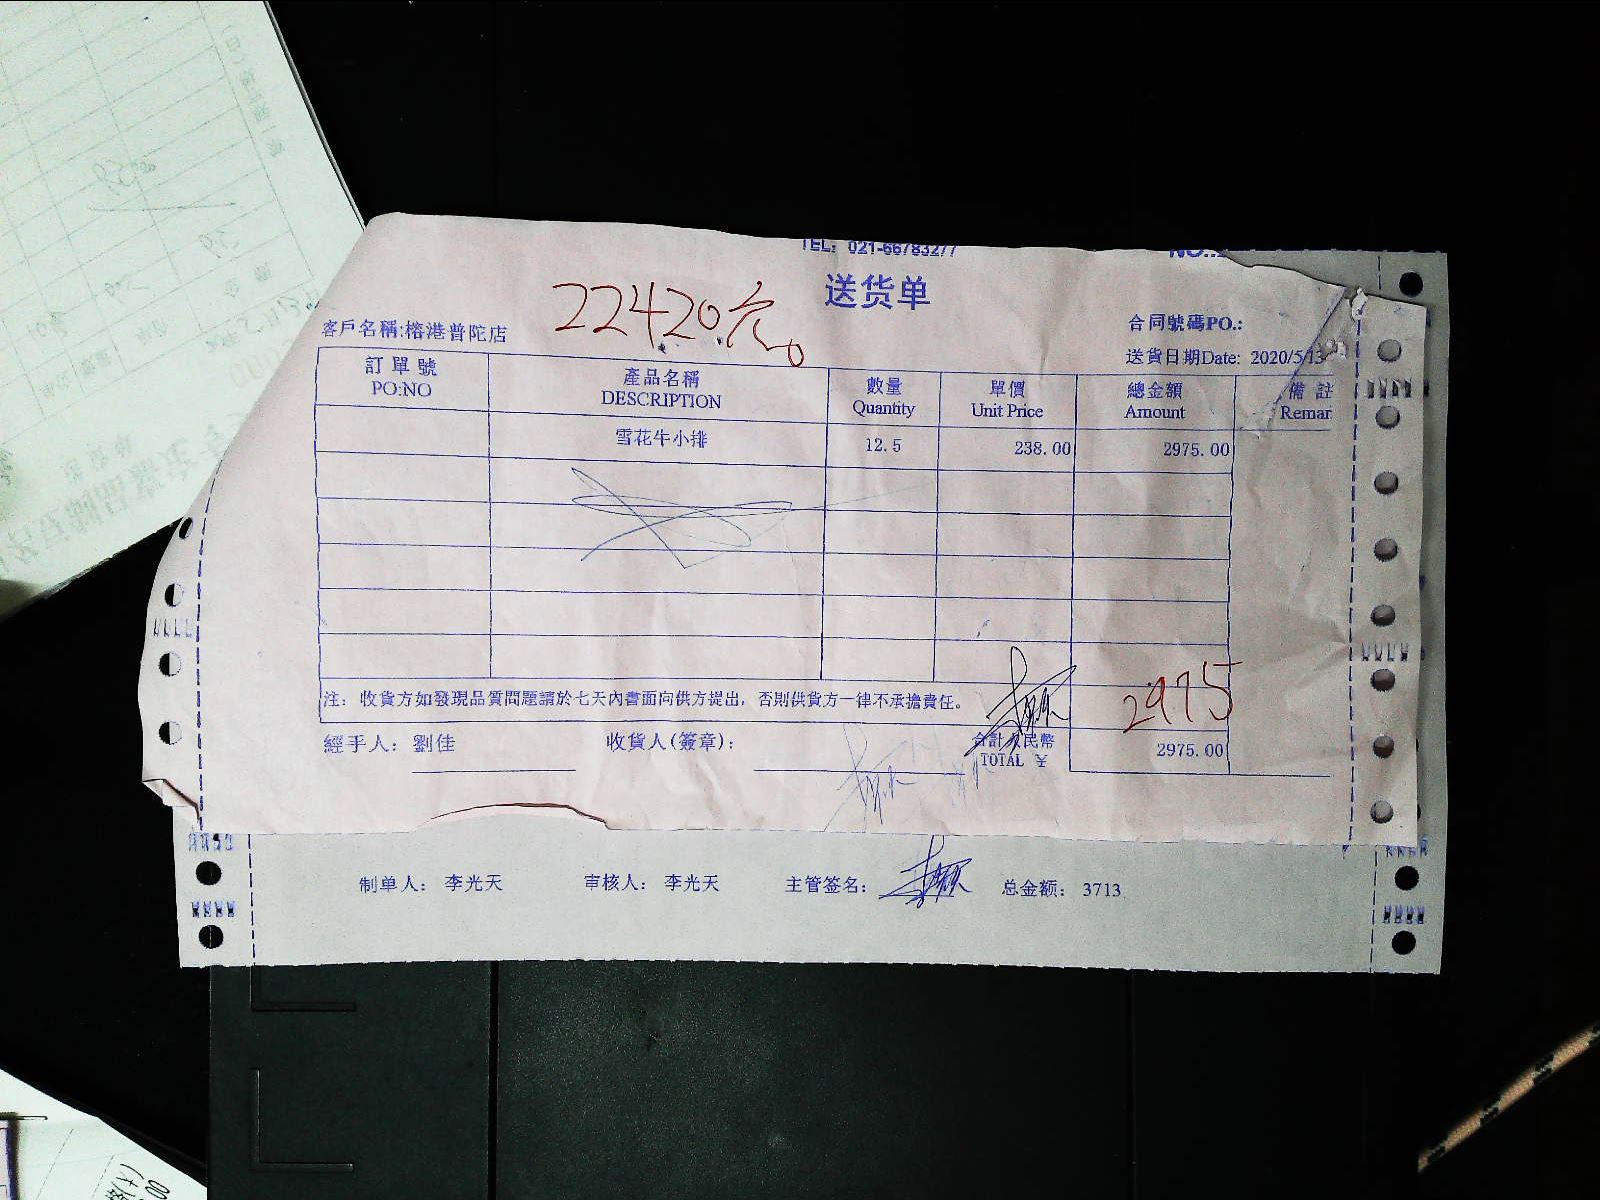 TEL: 021-66783277
送货单
22420元
客戶名稱:榕港普陀店
合同號碼PO.:
送貨日期Date: 2020/5/13
訂單號 產品名稱 數量 單價 總金額 備註
PO:NO DESCRIPTION Quantity Unit Price Amount Remar
雪花牛小排 12.5 238.00 2975.00
注: 收貨方如發現品質問題請於七天內書面向供方提出, 否則供貨方一律不承擔責任。
2975
經手人: 劉佳 收貨人(簽章): 合計人民幣 2975.00
TOTAL ¥
制单人: 李光天 审核人: 李光天 主管签名: 总金额: 3713